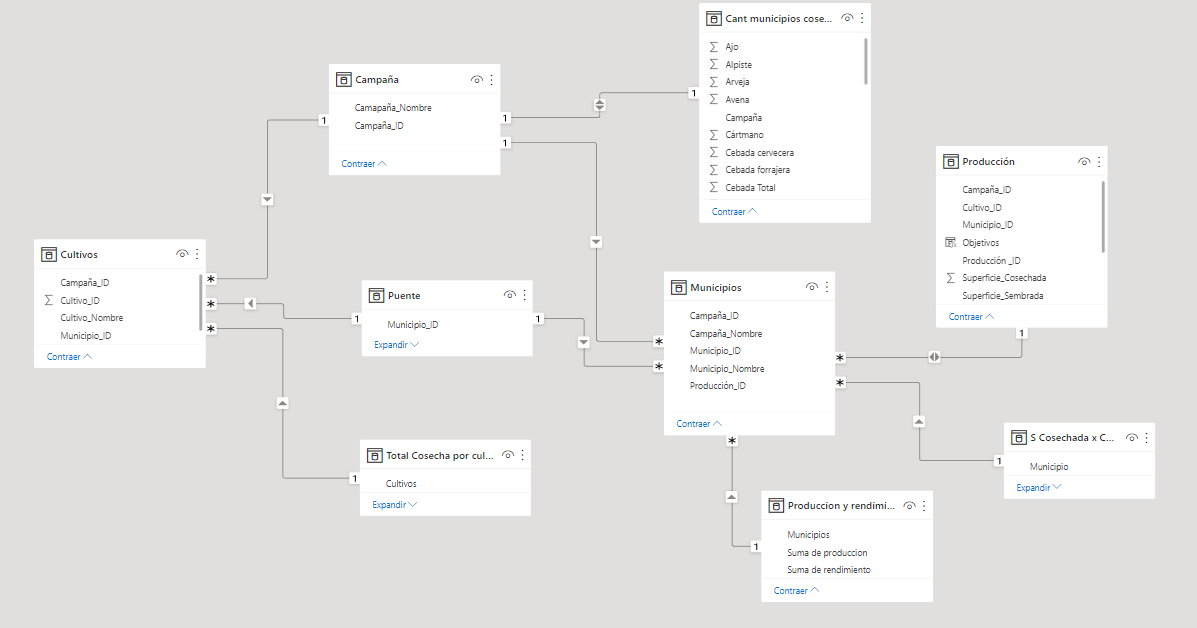 Cant municipios cose...
Ajo
Alpiste
Arveja
Avena
Campaña
Cártmano
Cebada cervecera
Cebada forrajera
Cebada Total
Contraer
Campaña
Camapaña_Nombre
Campaña_ID
Contraer
1
1
1
1
Producción
Campaña_ID
Cultivo_ID
Municipio_ID
Objetivos
Producción _ID
Superficie_Cosechada
Superficie_Sembrada
Contraer
1
Cultivos
Campaña_ID
Cultivo_ID
Cultivo_Nombre
Municipio_ID
Contraer
*
*
*
Puente
Municipio_ID
Expandir
1
1
Municipios
Campaña_ID
Campaña_Nombre
Municipio_ID
Municipio_Nombre
Producción_ID
Contraer
*
*
*
*
*
Total Cosecha por cul...
Cultivos
Expandir
1
S Cosechada x C...
Municipio
Expandir
1
Produccion y rendimi...
Municipios
Suma de produccion
Suma de rendimiento
Contraer
1